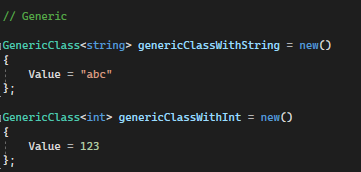 // Generic
GenericClass<string> genericClassWithString = new()
{
    Value = "abc"
};
GenericClass<int> genericClassWithInt = new()
{
    Value = 123
};